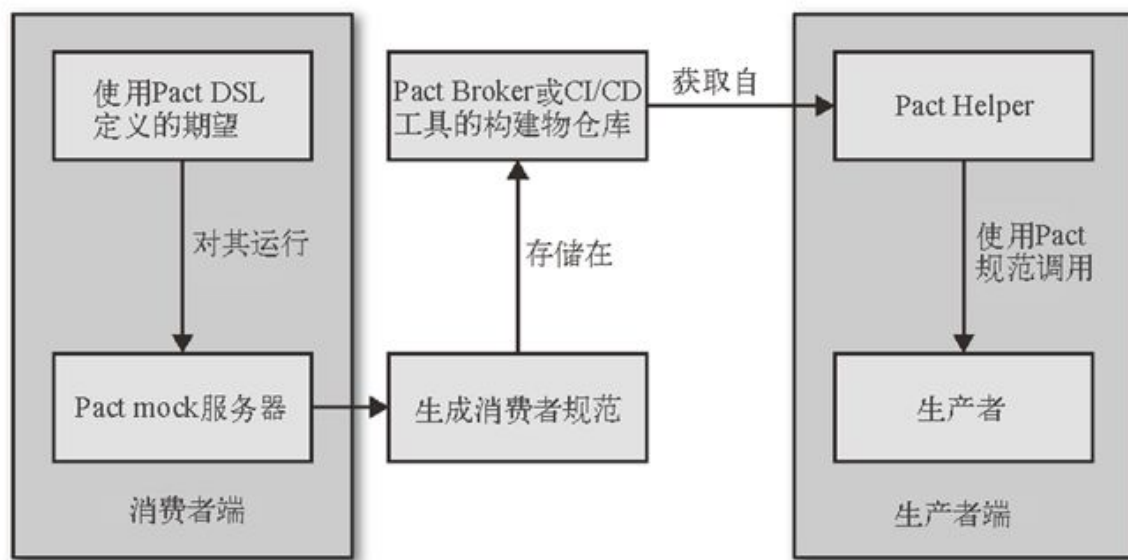 使用Pact DSL
定义的期望
对其运行
Pact mock服务器
消费者端
Pact Broker或CI/CD
工具的构建物仓库
存储在
生成消费者规范
获取自
Pact Helper
使用Pact
规范调用
生产者
生产者端